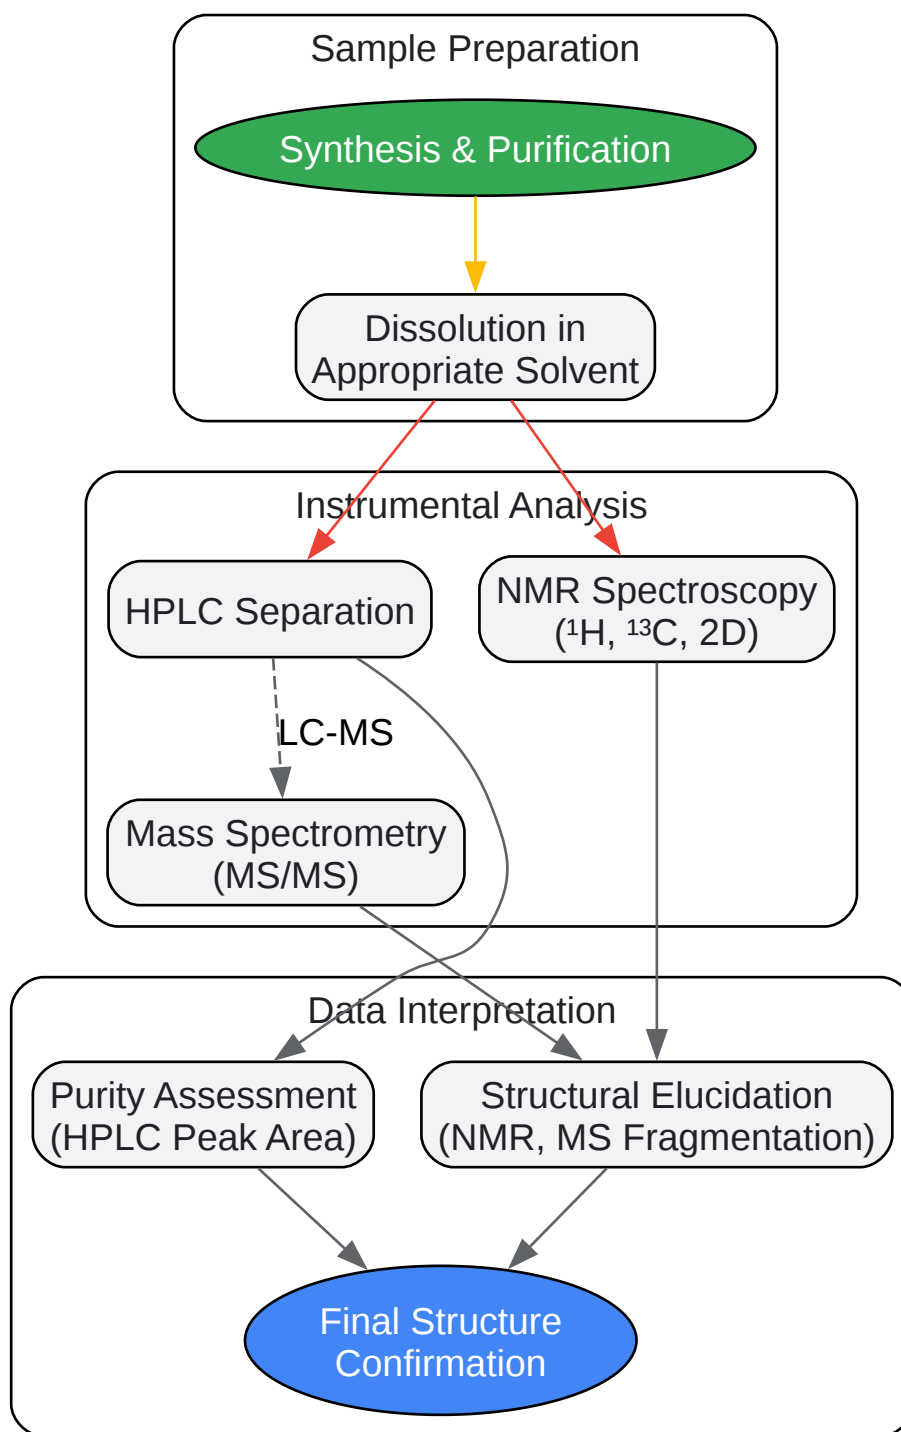 Sample Preparation
Synthesis & Purification
Dissolution in
Appropriate Solvent
Instrumental Analysis
HPLC Separation
NMR Spectroscopy
(¹H, ¹³C, 2D)
LC-MS
Mass Spectrometry
(MS/MS)
Data Interpretation
Purity Assessment
(HPLC Peak Area)
Structural Elucidation
(NMR, MS Fragmentation)
Final Structure
Confirmation